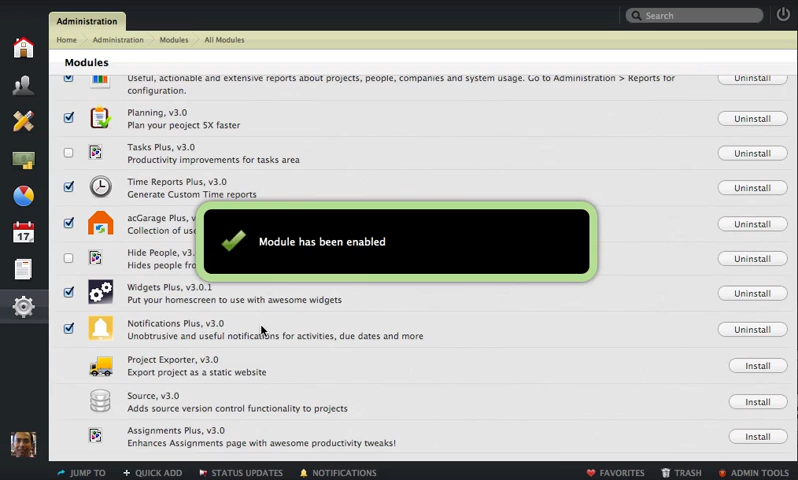 Administration
Search
Home Administration Modules All Modules
Modules
Useful, actionable and extensive reports about projects, people, companies and system usage. Go to Administration > Reports for
configuration.
Uninstall
Planning, v3.0
Plan your peoject 5X faster
Uninstall
Tasks Plus, v3.0
Productivity improvements for tasks area
Uninstall
Time Reports Plus, v3.0
Generate Custom Time reports
Uninstall
acGarage Plus, v
Collection of use
Uninstall
Hide People, v3.
Hides people fro
Uninstall
Module has been enabled
Widgets Plus, v3.0.1
Put your homescreen to use with awesome widgets
Uninstall
Notifications Plus, v3.0
Unobtrusive and useful notifications for activities, due dates and more
Uninstall
Project Exporter, v3.0
Export project as a static website
Install
Source, v3.0
Adds source version control functionality to projects
Install
Assignments Plus, v3.0
Enhances Assignments page with awesome productivity tweaks!
Install
17
JUMP TO + QUICK ADD STATUS UPDATES NOTIFICATIONS FAVORITES TRASH ADMIN TOOLS